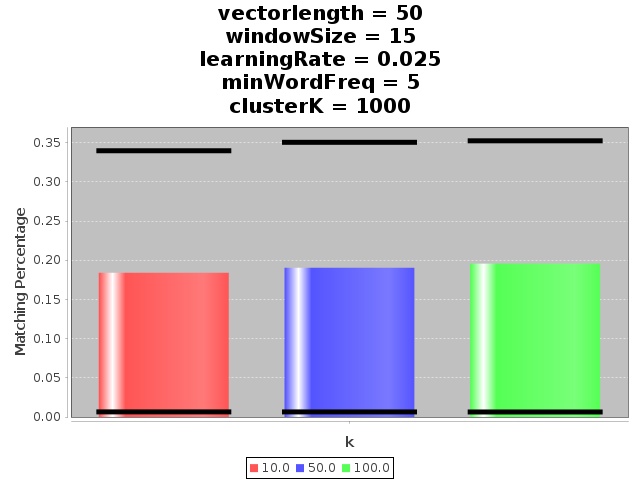 vectorlength = 50
windowSize = 15
learningRate = 0.025
minWordFreq = 5
clusterK = 1000
Matching Percentage
0.35
0.30
0.25
0.20
0.15
0.10
0.05
0.00
k
10.0 50.0 100.0